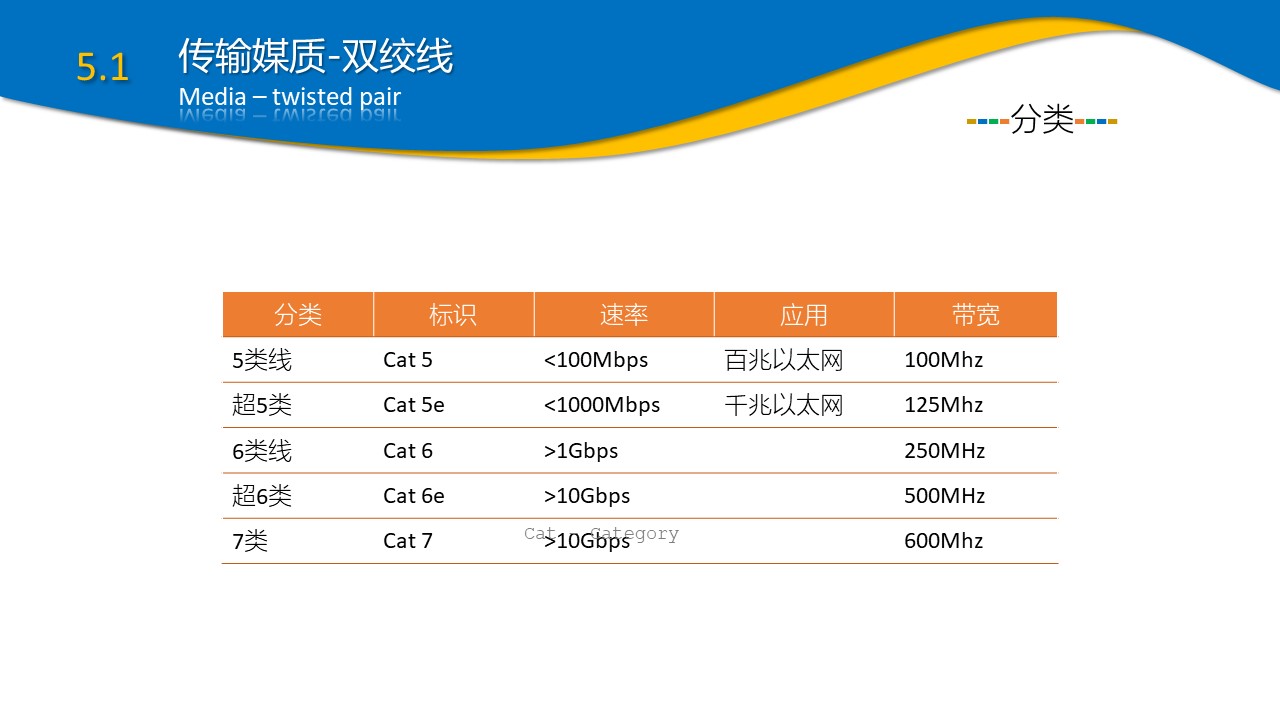 5.1
传输媒质-双绞线
Media – twisted pair
分类
分类 标识 速率 应用 带宽
5类线 Cat 5 <100Mbps 百兆以太网 100Mhz
超5类 Cat 5e <1000Mbps 千兆以太网 125Mhz
6类线 Cat 6 >1Gbps 250MHz
超6类 Cat 6e >10Gbps 500MHz
7类 Cat 7 >10Gbps 600Mhz
Cat Category